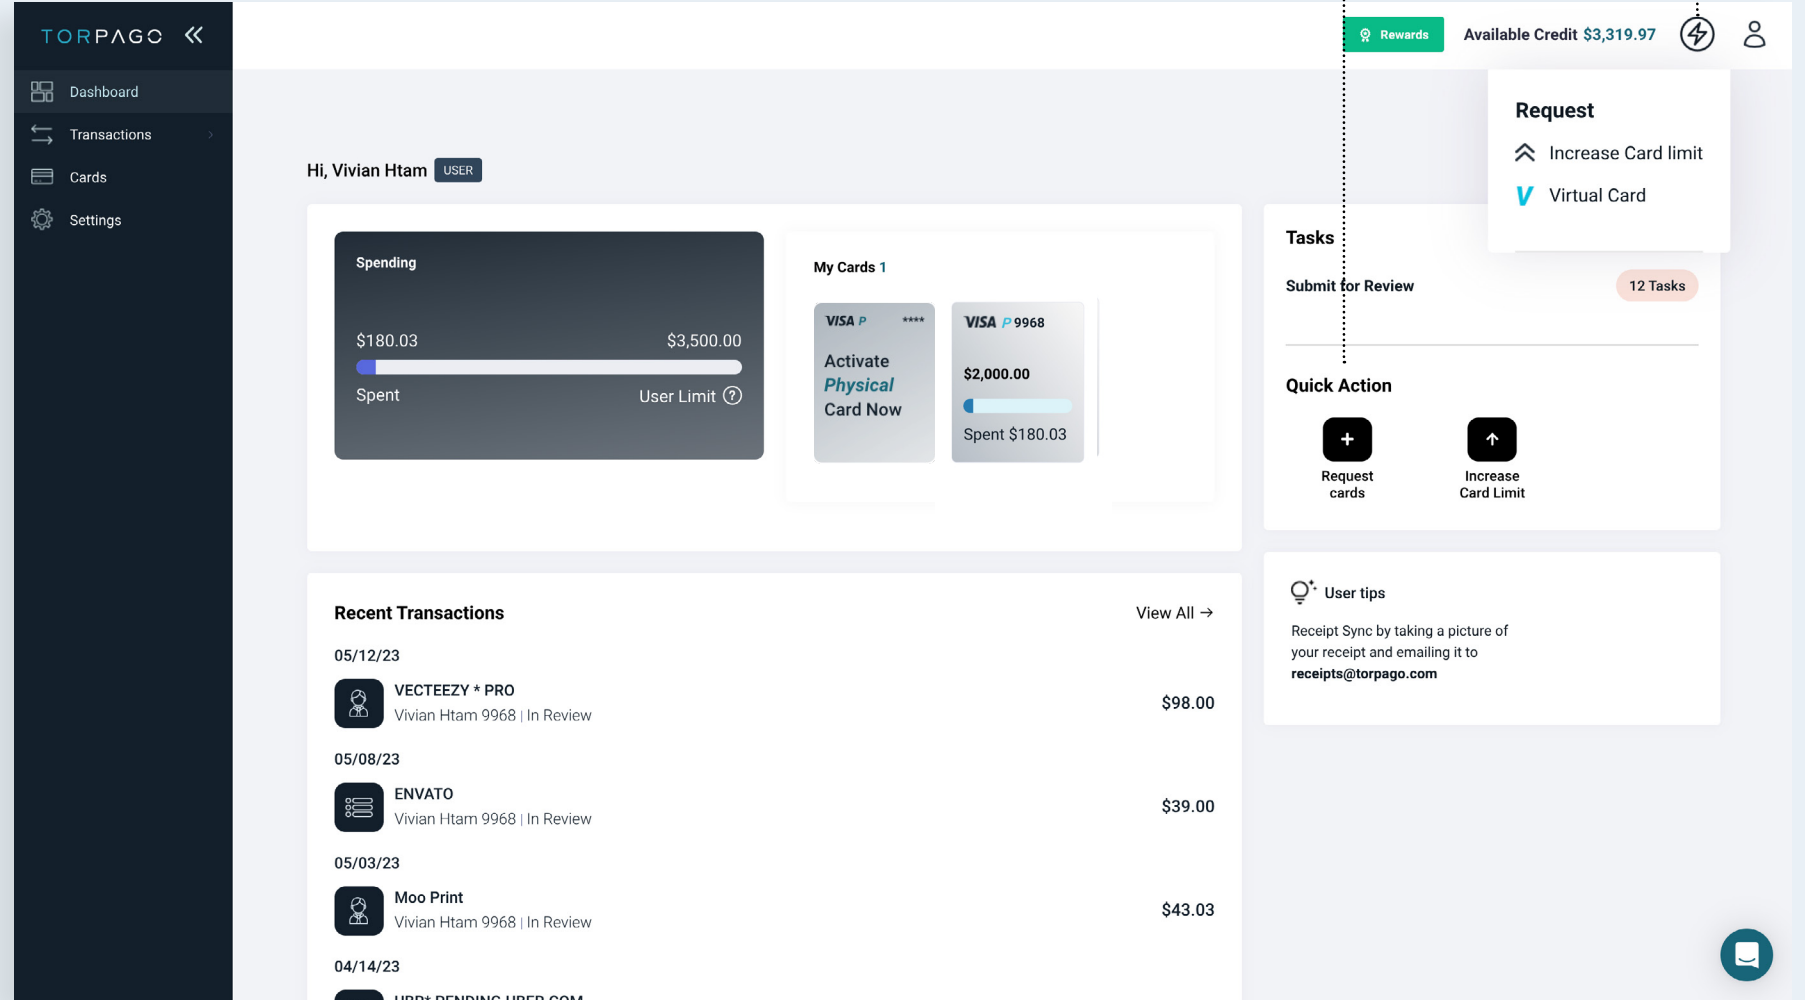 TORPAGO
Rewards
Available Credit $3,319.97
Dashboard
Transactions
Cards
Settings
Request
Increase Card limit
Virtual Card
Hi, Vivian Htam USER
Spending
$180.03 $3,500.00
Spent User Limit ?
My Cards 1
VISA P ****
Activate
Physical
Card Now
VISA P 9968
$2,000.00
Spent $180.03
Tasks
Submit for Review 12 Tasks
Quick Action
Request
cards
Increase
Card Limit
User tips
Receipt Sync by taking a picture of
your receipt and emailing it to
receipts@torpago.com
Recent Transactions View All →
05/12/23
VECTEEZY * PRO
Vivian Htam 9968 | In Review
$98.00
05/08/23
ENVATO
Vivian Htam 9968 | In Review
$39.00
05/03/23
Moo Print
Vivian Htam 9968 | In Review
$43.03
04/14/23